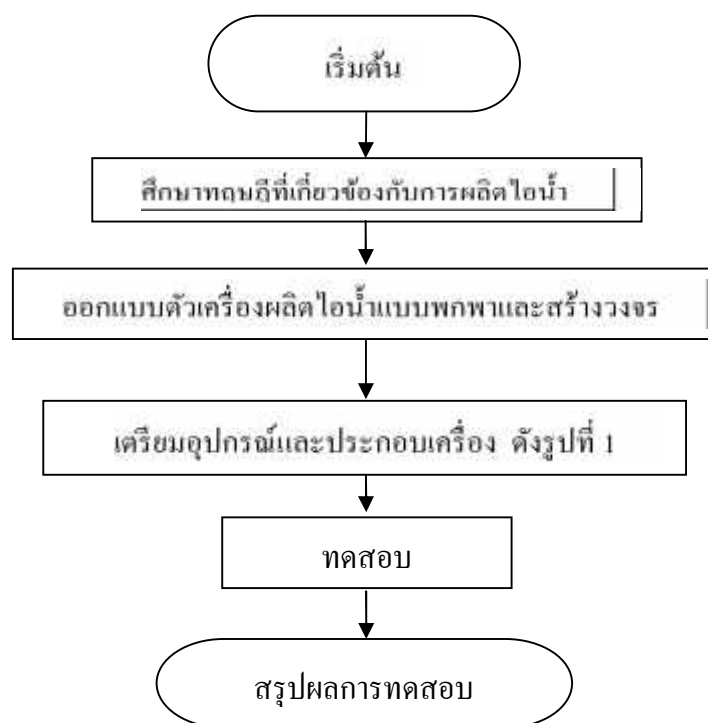 เริ่มต้น
ศึกษาทฤษฎีที่เกี่ยวข้องกับการผลิตไอน้ำ
ออกแบบตัวเครื่องผลิตไอน้ำแบบพกพาและสร้างวงจร
เตรียมอุปกรณ์และประกอบเครื่อง ดังรูปที่ 1
ทดสอบ
สรุปผลการทดสอบ